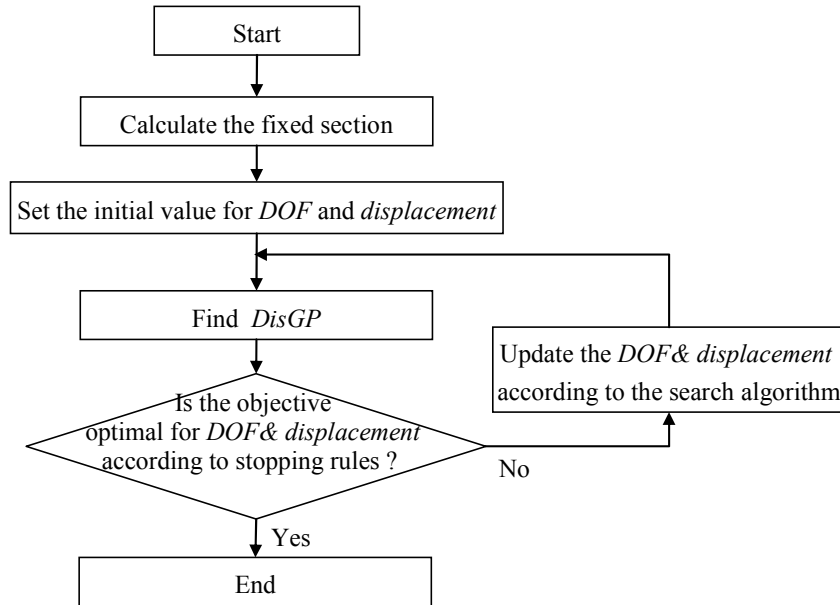 Start
Calculate the fixed section
Set the initial value for DOF and displacement
Find DisGP
Update the DOF& displacement
according to the search algorithm
Is the objective
optimal for DOF& displacement
according to stopping rules ?
No
Yes
End